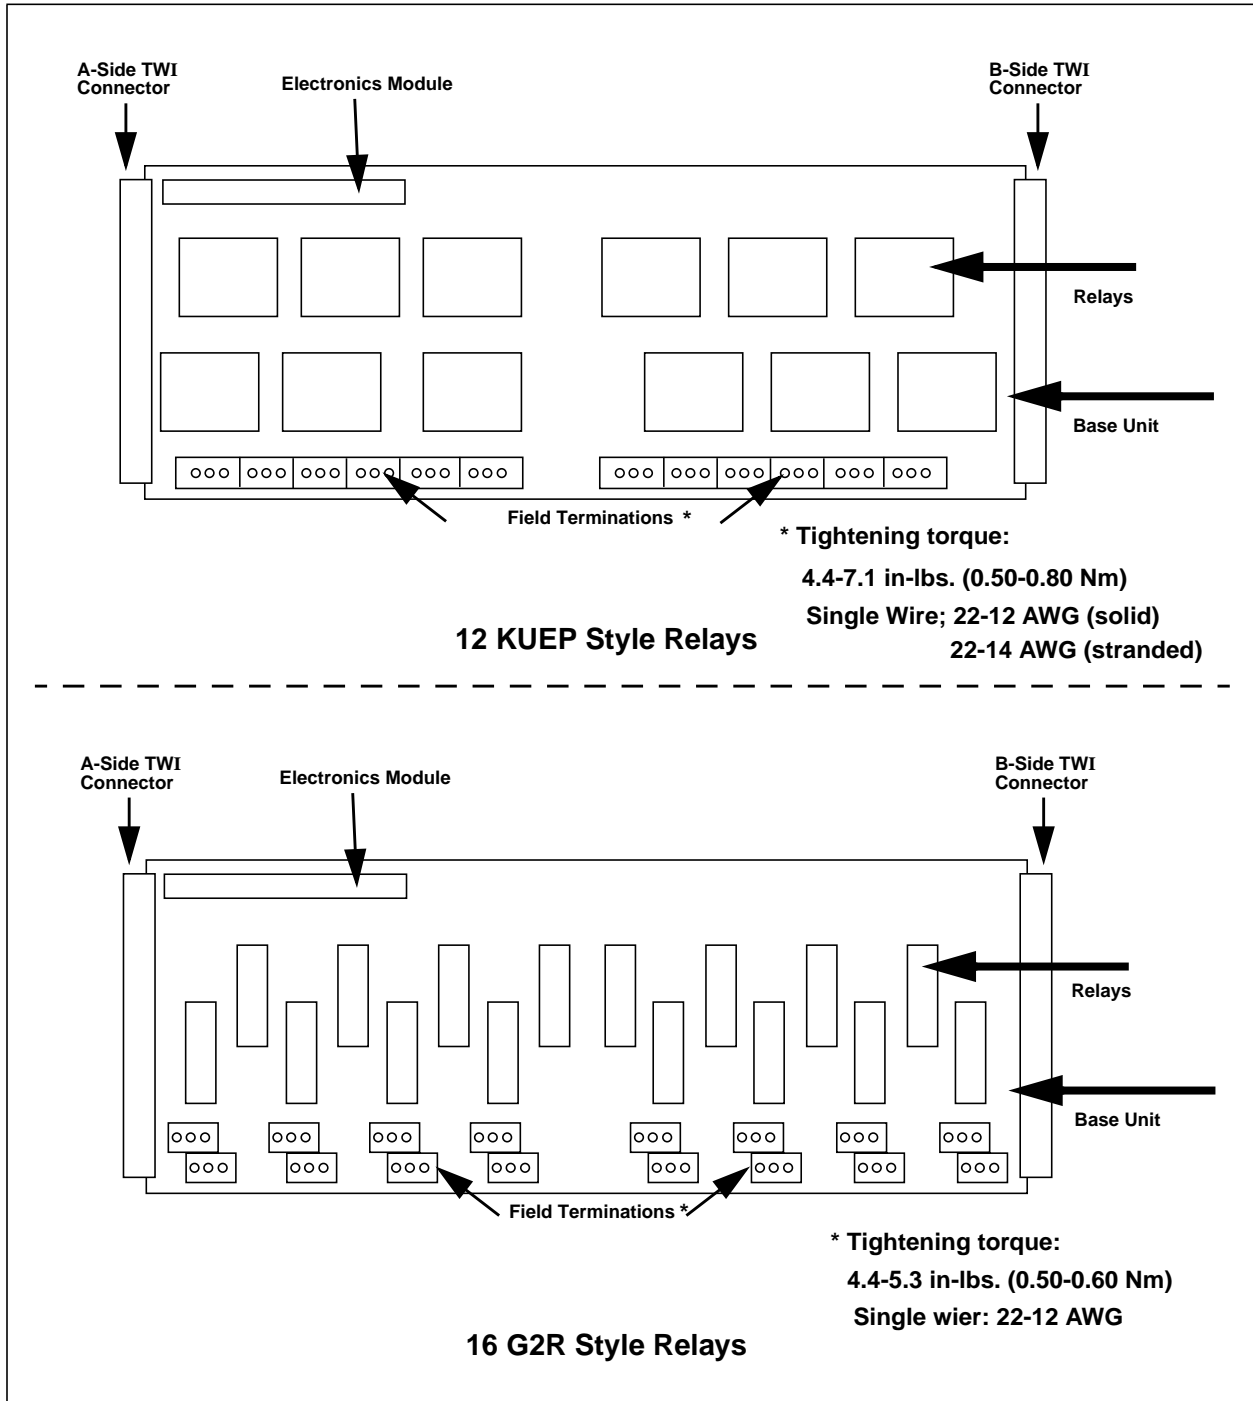 A-Side TWI
Connector
Electronics Module
B-Side TWI
Connector
Relays
Base Unit
Field Terminations *
* Tightening torque:
4.4-7.1 in-lbs. (0.50-0.80 Nm)
Single Wire; 22-12 AWG (solid)
22-14 AWG (stranded)
12 KUEP Style Relays
A-Side TWI
Connector
Electronics Module
B-Side TWI
Connector
Relays
Base Unit
Field Terminations *
* Tightening torque:
4.4-5.3 in-lbs. (0.50-0.60 Nm)
Single wier: 22-12 AWG
16 G2R Style Relays